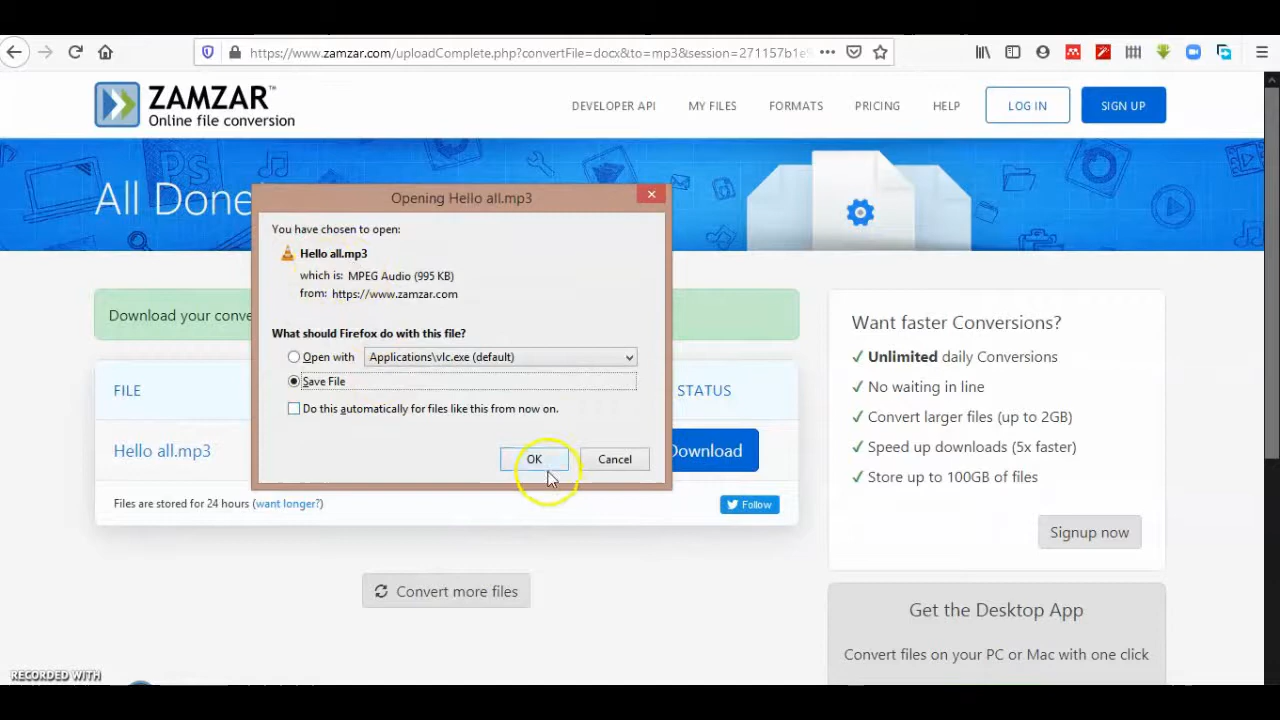 https://www.zamzar.com/uploadComplete.php?convertFile=docx&to=mp3&session=271157b1e9
ZAMZAR™
Online file conversion
DEVELOPER API
MY FILES
FORMATS
PRICING
HELP
LOG IN
SIGN UP
PS
All Done
Opening Hello all.mp3
You have chosen to open:
Hello all.mp3
which is: MPEG Audio (995 KB)
from: https://www.zamzar.com
What should Firefox do with this file?
Open with
Applications\vlc.exe (default)
Save File
Do this automatically for files like this from now on.
OK
Cancel
Download your conve
FILE
STATUS
Hello all.mp3
Download
Files are stored for 24 hours (want longer?)
Follow
Convert more files
Want faster Conversions?
✓ Unlimited daily Conversions
✓ No waiting in line
✓ Convert larger files (up to 2GB)
✓ Speed up downloads (5x faster)
✓ Store up to 100GB of files
Signup now
Get the Desktop App
Convert files on your PC or Mac with one click
RECORDED WITH